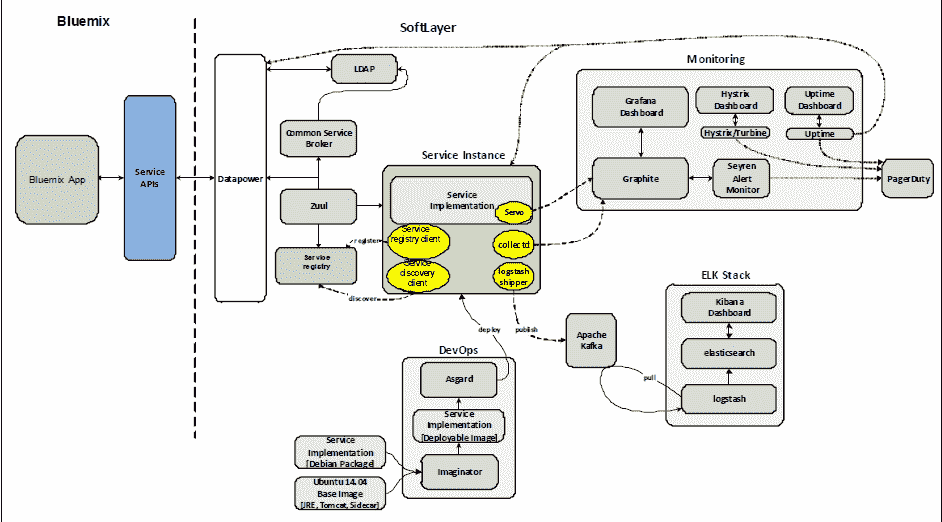 Bluemix
SoftLayer
Bluemix App
Service
APIs
Datapower
LDAP
Common Service
Broker
Zuul
Service
registry
register
discover
Service Instance
Service
Implementation
Servo
Service
registry client
collectd
Service
discovery
client
logstash
shipper
deploy
publish
Monitoring
Grafana
Dashboard
Hystrix
Dashboard
Uptime
Dashboard
Hystrix/Turbine
Uptime
Graphite
Seyren
Alert
Monitor
PagerDuty
ELK Stack
Kibana
Dashboard
elasticsearch
logstash
Apache
Kafka
pull
DevOps
Asgard
Service
Implementation
[Deployable Image]
Imaginator
Service
Implementation
[Debian Package]
Ubuntu 14.04
Base Image
[JRE, Tomcat, Sidecar]